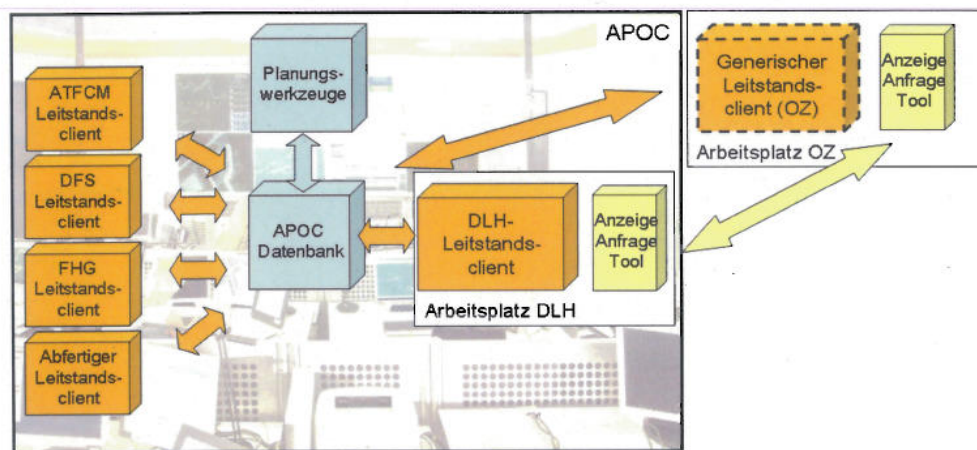 APOC
ATFCM
Leitstands-
client
DFS
Leitstands-
client
FHG
Leitstands-
client
Abfertiger
Leitstands-
client
Planungs-
werkzeuge
APOC
Datenbank
DLH-
Leitstands-
client
Anzeige
Anfrage
Tool
Arbeitsplatz DLH
Generischer
Leitstands-
client (OZ)
Anzeige
Anfrage
Tool
Arbeitsplatz OZ